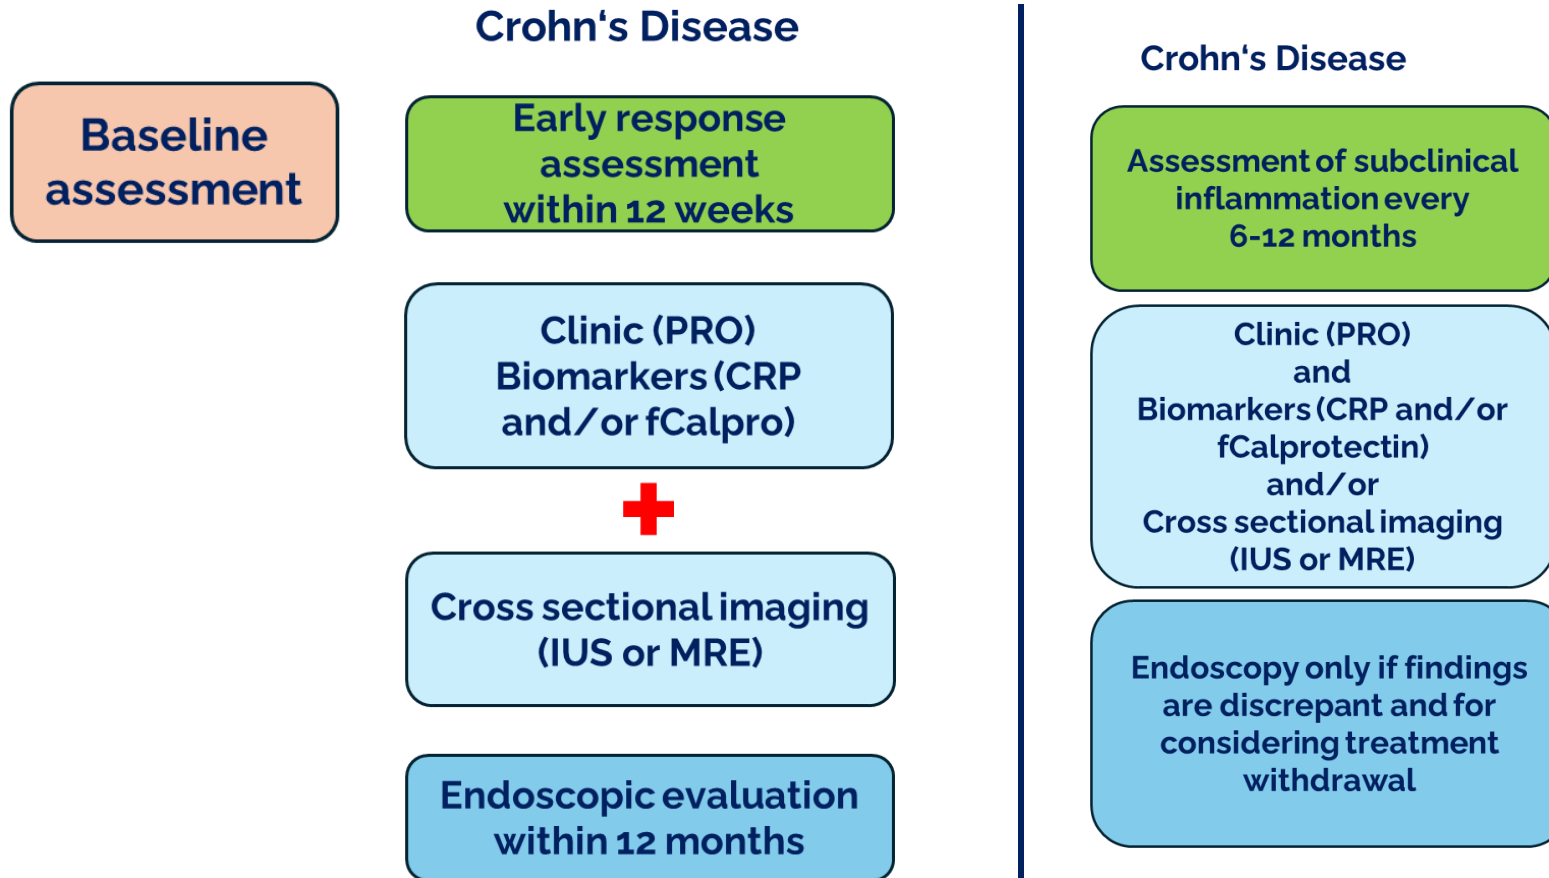 Crohn‘s Disease
Baseline
assessment
Early response
assessment
within 12 weeks
Clinic (PRO)
Biomarkers (CRP
and/or fCalpro)
Cross sectional imaging
(IUS or MRE)
Endoscopic evaluation
within 12 months
Crohn‘s Disease
Assessment of subclinical
inflammation every
6-12 months
Clinic (PRO)
and
Biomarkers (CRP and/or
fCalprotectin)
and/or
Cross sectional imaging
(IUS or MRE)
Endoscopy only if findings
are discrepant and for
considering treatment
withdrawal